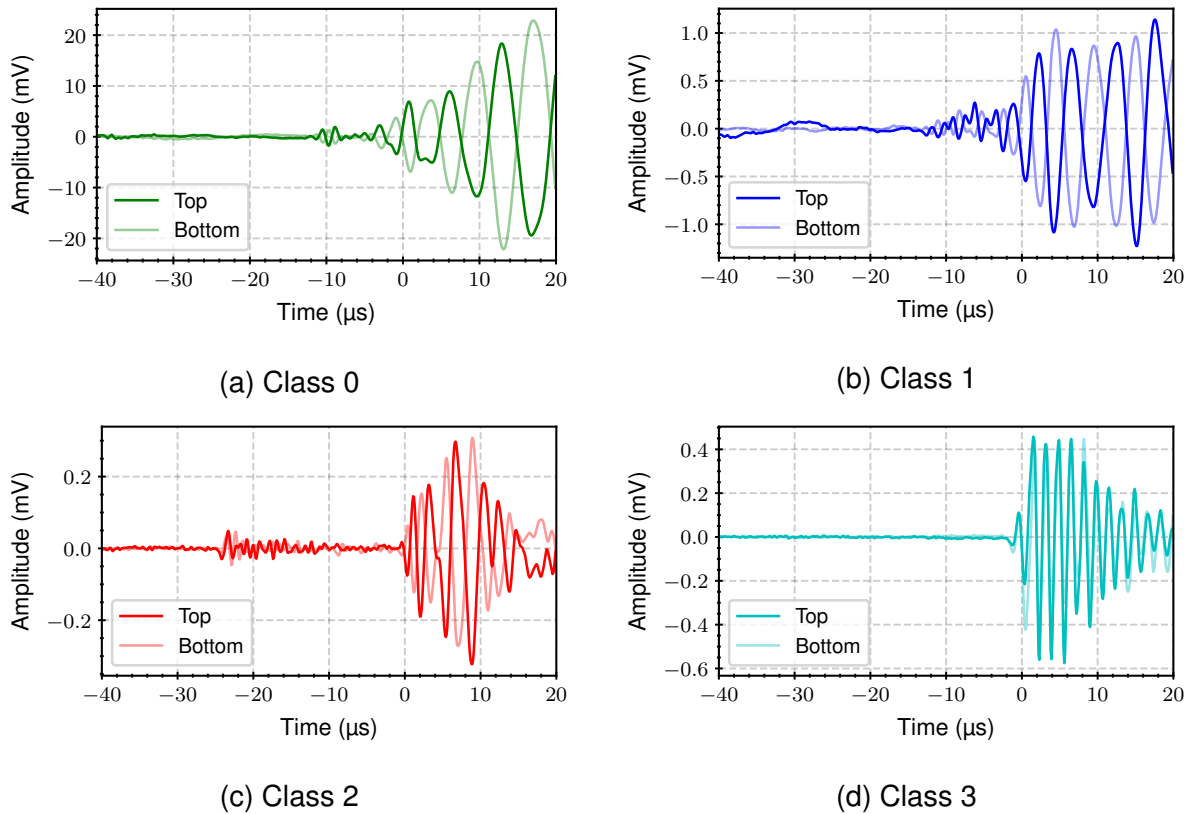 20
10
0
−10
−20
Amplitude (mV)
Top
Bottom
−40 −30 −20 −10 0 10 20
Time (µs)
(a) Class 0
1.0
0.5
0.0
−0.5
−1.0
Amplitude (mV)
Top
Bottom
−40 −30 −20 −10 0 10 20
Time (µs)
(b) Class 1
0.2
0.0
−0.2
Amplitude (mV)
Top
Bottom
−40 −30 −20 −10 0 10 20
Time (µs)
(c) Class 2
0.4
0.2
0.0
−0.2
−0.4
−0.6
Amplitude (mV)
Top
Bottom
−40 −30 −20 −10 0 10 20
Time (µs)
(d) Class 3